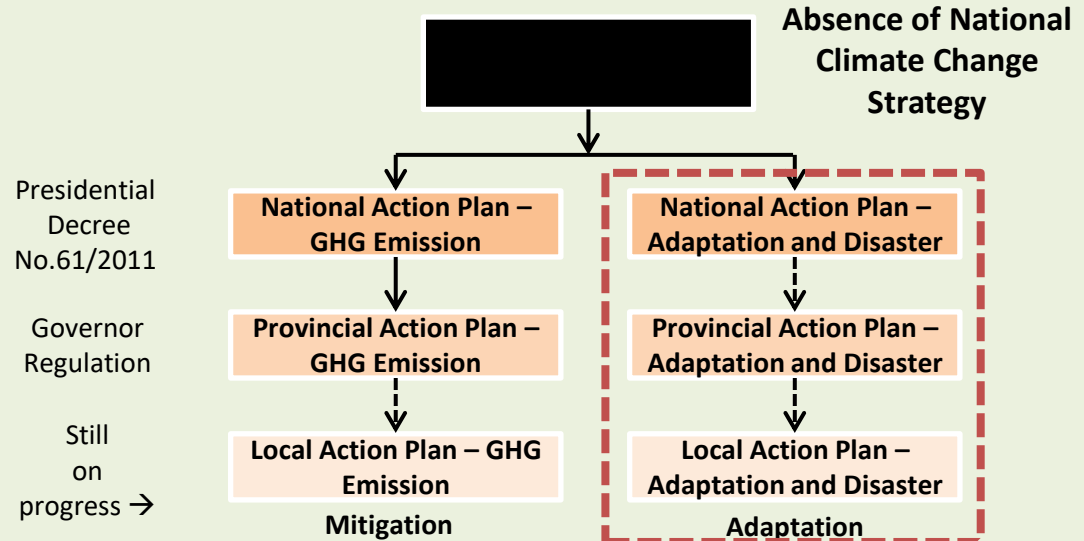 Absence of National
Climate Change
Strategy
Presidential
Decree
No.61/2011
National Action Plan –
GHG Emission
National Action Plan –
Adaptation and Disaster
Governor
Regulation
Provincial Action Plan –
GHG Emission
Provincial Action Plan –
Adaptation and Disaster
Still
on
progress →
Local Action Plan – GHG
Emission
Local Action Plan –
Adaptation and Disaster
Mitigation
Adaptation